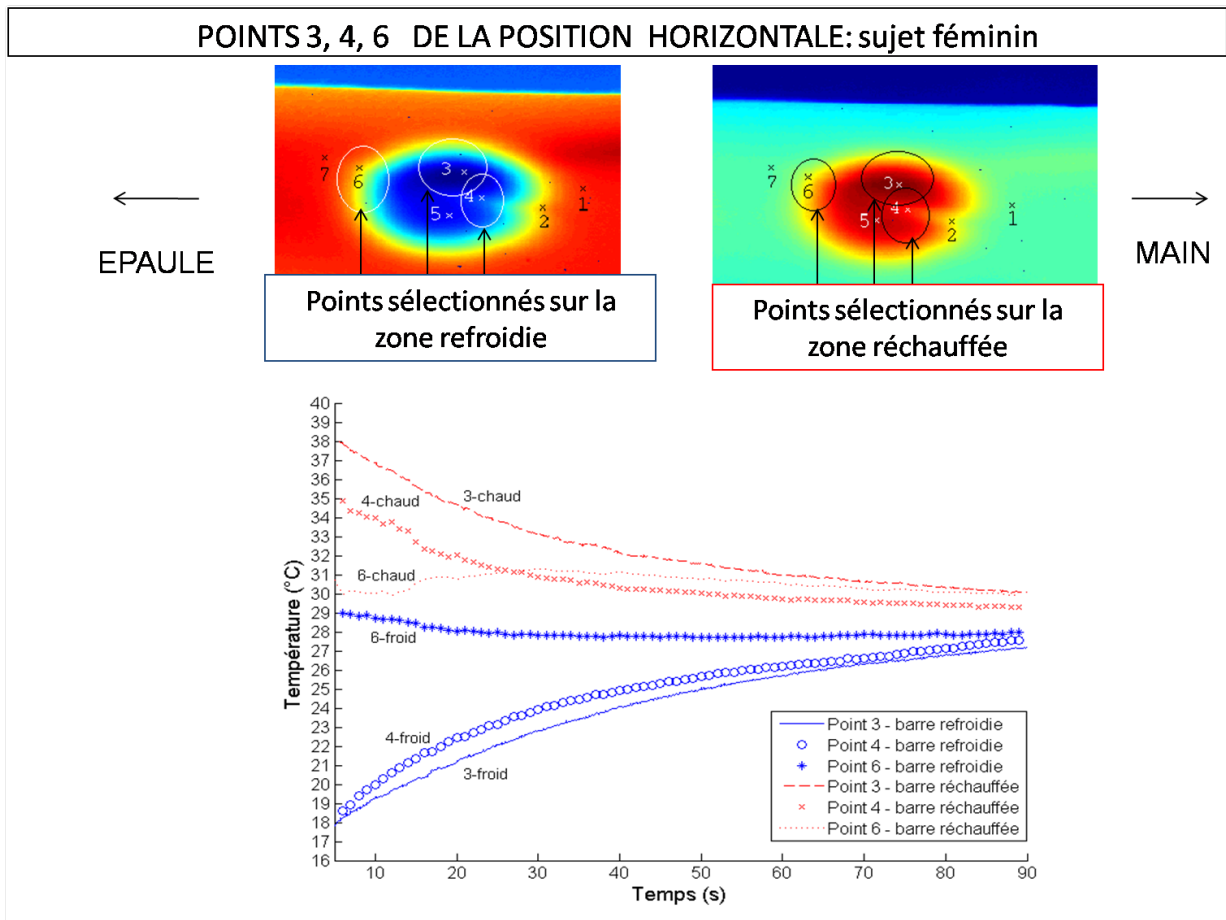 POINTS 3, 4, 6 DE LA POSITION HORIZONTALE: sujet féminin
7
6
3
4
5
2
1
7
6
3
4
5
2
1
EPAULE
MAIN
Points sélectionnés sur la
zone refroidie
Points sélectionnés sur la
zone réchauffée
Température (°C)
40
39
38
37
36
35
34
33
32
31
30
29
28
27
26
25
24
23
22
21
20
19
18
17
16
3-chaud
4-chaud
6-chaud
6-froid
4-froid
3-froid
Point 3 - barre refroidie
Point 4 - barre refroidie
Point 6 - barre refroidie
Point 3 - barre réchauffée
Point 4 - barre réchauffée
Point 6 - barre réchauffée
10 20 30 40 50 60 70 80 90
Temps (s)